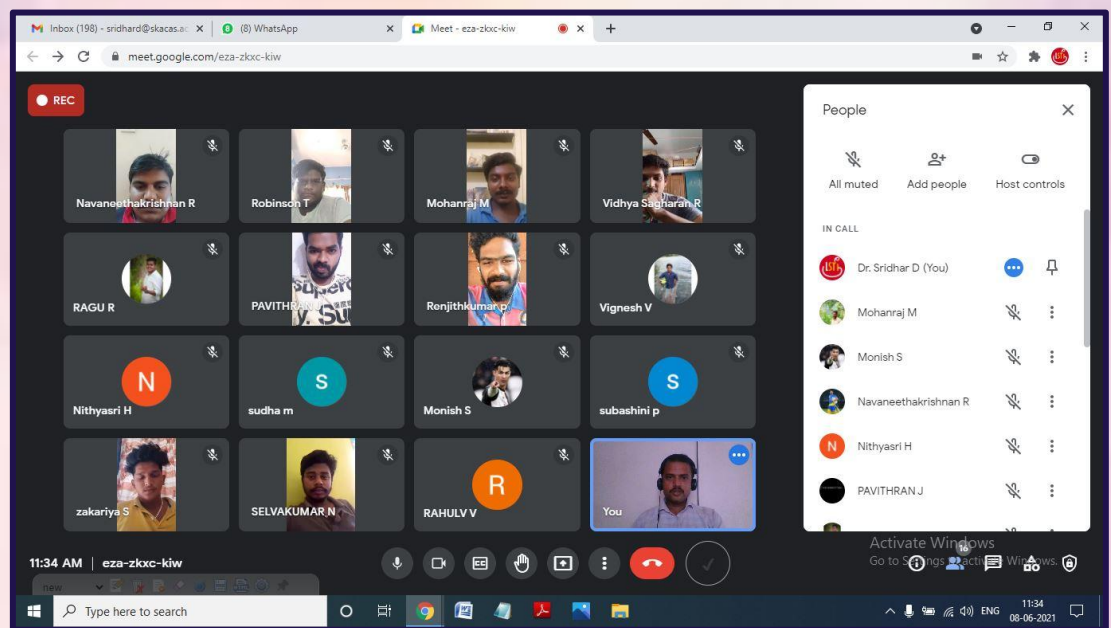 Inbox (198) - sridhard@skacas.ac
(8) WhatsApp
Meet - eza-zkxc-kiw
meet.google.com/eza-zkxc-kiw
REC
Navaneethakrishnan R
Robinson T
Mohanraj M
Vidhya Sagharan R
RAGU R
PAVITHRAN J
Renjithkumar p
Vignesh V
N
Nithyasri H
S
sudha m
Monish S
S
subashini p
zakariya S
SELVAKUMAR N
R
RAHULV V
You
People
All muted
Add people
Host controls
IN CALL
Dr. Sridhar D (You)
Mohanraj M
Monish S
Navaneethakrishnan R
N
Nithyasri H
PAVITHRAN J
Activate Windows
Go to Settings to activate Windows.
16
11:34 AM | eza-zkxc-kiw
new
Type here to search
ENG
11:34
08-06-2021